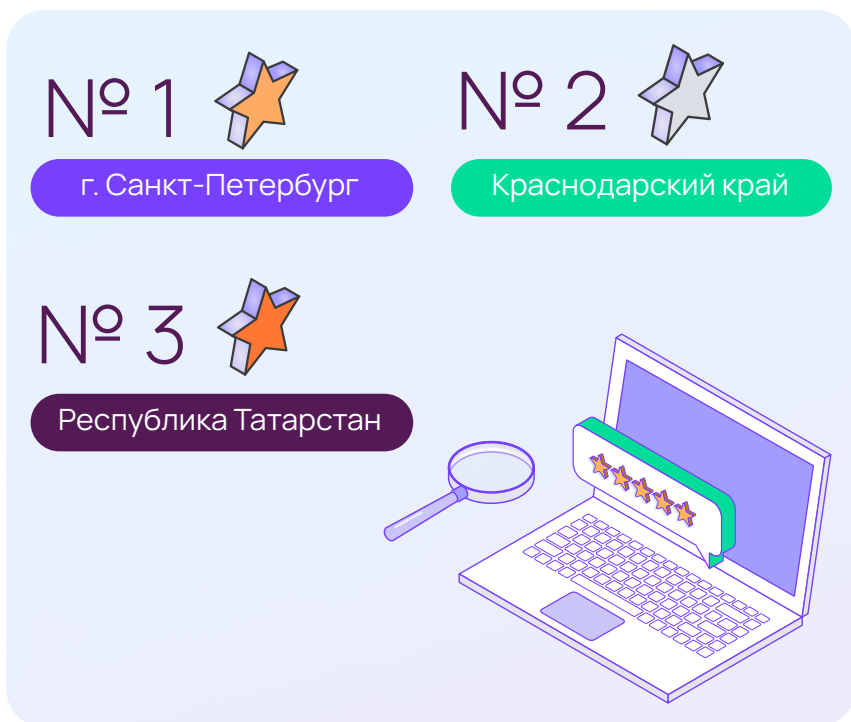 № 1
г. Санкт-Петербург
№ 2
Краснодарский край
№ 3
Республика Татарстан